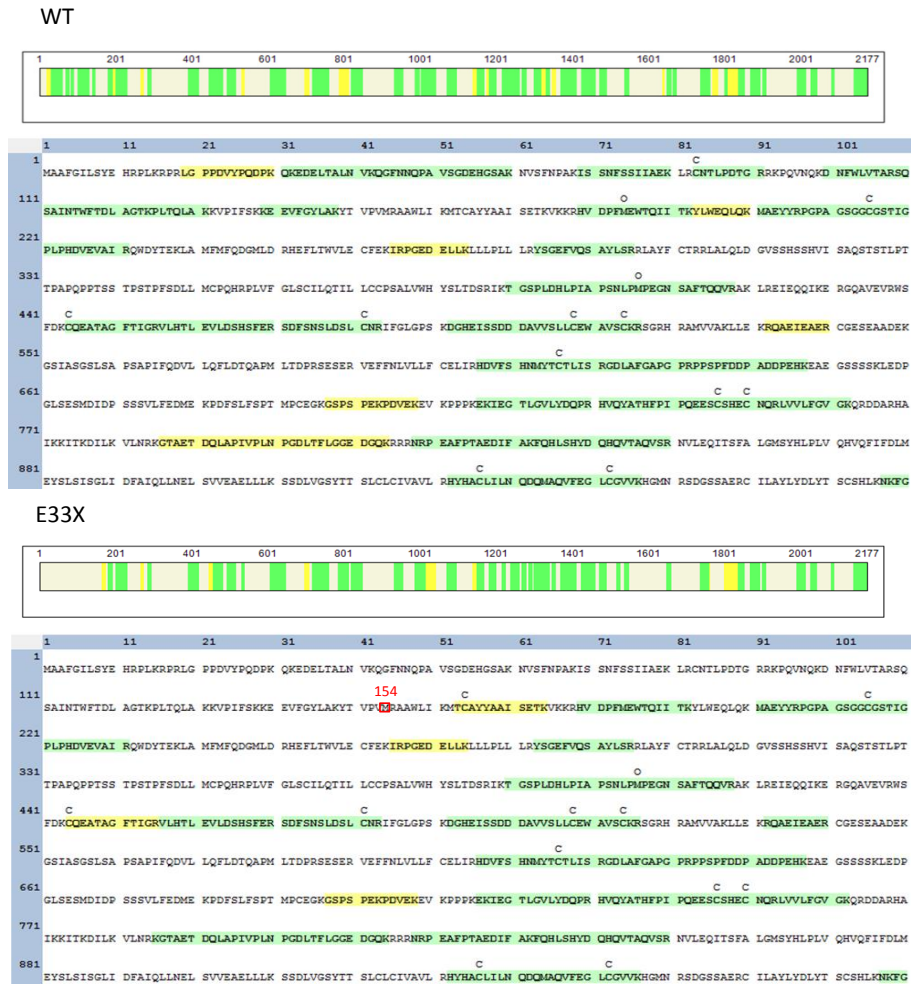 WT
1 201 401 601 801 1001 1201 1401 1601 1801 2001 2177
1 11 21 31 41 51 61 71 81 91 101
C
1 MAAFGILSYE HRPLKRPRLG PPDVYPQDPK QKEDELTALN VKQGFNNQPA VSGDEHGSAK NVSFNPAKIS SNFSSIIAEK LRCNTLPDTG RRKPQVNQKD NFWLVTARSQ
O C
111 SAINTWFTDL AGTKPLTQLA KKVPIFSKKE EVFGYLAKYT VPVMRAAWLI KMTCAYYAAI SETKVKKRHV DPFMEWTQII TKYLWEQLQK MAEYYRPGPA GSGGCGSTIG
221 PLPHDVEVAI RQWDYTEKLA MFMFQDGMLD RHEFLTWVLE CFEKIRPGED ELLKLLLPLL LRYSGEFVQS AYLSRRLAYF CTRRLALQLD GVSSHSSHVI SAQSTSTLPT
O
331 TPAPQPPTSS TPSTPFSDLL MCPQHRPLVF GLSCILQTIL LCCPSALVWH YSLTDSRIKT GSPLDHLPIA PSNLPMPEGN SAFTQQVRAK LREIEQQIKE RGQAVEVRWS
C C C C
441 FDKCQEATAG FTIGRVLHTL EVLDSHSFER SDFSNSLDSL CNRIFGLGPS KDGHEISSDD DAVVSLLCEW AVSCKRSGRH RAMVVAKLLE KRQAEIEAER CGESEAADEK
C
551 GSIASGSLSA PSAPIFQDVL LQFLDTQAPM LTDPRSESER VEFFNLVLLF CELIRHDVFS HNMYTCTLIS RGDLAFGAPG PRPPSPFDDP ADDPEHKEAE GSSSSKLEDP
C C
661 GLSESMDIDP SSSVLFEDME KPDFSLFSPT MPCEGKGSPS PEKPDVEKEV KPPPKEKIEG TLGVLYDQPR HVQYATHFPI PQEESCSHEC NQRLVVLFGV GKQRDDARHA
771 IKKITKDILK VLNRKGTAET DQLAPIVPLN PGDLTFLGGE DGQKRRRNRP EAFPTAEDIF AKFQHLSHYD QHQVTAQVSR NVLEQITSFA LGMSYHLPLV QHVQFIFDLM
C C
881 EYSLSISGLI DFAIQLLNEL SVVEAELLLK SSDLVGSYTT SLCLCIVAVL RHYHACLILN QDQMAQVFEG LCGVVKHGMN RSDGSSAERC ILAYLYDLYT SCSHLKNKFG
E33X
1 201 401 601 801 1001 1201 1401 1601 1801 2001 2177
1 11 21 31 41 51 61 71 81 91 101
1 MAAFGILSYE HRPLKRPRLG PPDVYPQDPK QKEDELTALN VKQGFNNQPA VSGDEHGSAK NVSFNPAKIS SNFSSIIAEK LRCNTLPDTG RRKPQVNQKD NFWLVTARSQ
154 C C
111 SAINTWFTDL AGTKPLTQLA KKVPIFSKKE EVFGYLAKYT VPVMRAAWLI KMTCAYYAAI SETKVKKRHV DPFMEWTQII TKYLWEQLQK MAEYYRPGPA GSGGCGSTIG
221 PLPHDVEVAI RQWDYTEKLA MFMFQDGMLD RHEFLTWVLE CFEKIRPGED ELLKLLLPLL LRYSGEFVQS AYLSRRLAYF CTRRLALQLD GVSSHSSHVI SAQSTSTLPT
O
331 TPAPQPPTSS TPSTPFSDLL MCPQHRPLVF GLSCILQTIL LCCPSALVWH YSLTDSRIKT GSPLDHLPIA PSNLPMPEGN SAFTQQVRAK LREIEQQIKE RGQAVEVRWS
C C C C
441 FDKCQEATAG FTIGRVLHTL EVLDSHSFER SDFSNSLDSL CNRIFGLGPS KDGHEISSDD DAVVSLLCEW AVSCKRSGRH RAMVVAKLLE KRQAEIEAER CGESEAADEK
C
551 GSIASGSLSA PSAPIFQDVL LQFLDTQAPM LTDPRSESER VEFFNLVLLF CELIRHDVFS HNMYTCTLIS RGDLAFGAPG PRPPSPFDDP ADDPEHKEAE GSSSSKLEDP
C C
661 GLSESMDIDP SSSVLFEDME KPDFSLFSPT MPCEGKGSPS PEKPDVEKEV KPPPKEKIEG TLGVLYDQPR HVQYATHFPI PQEESCSHEC NQRLVVLFGV GKQRDDARHA
771 IKKITKDILK VLNRKGTAET DQLAPIVPLN PGDLTFLGGE DGQKRRRNRP EAFPTAEDIF AKFQHLSHYD QHQVTAQVSR NVLEQITSFA LGMSYHLPLV QHVQFIFDLM
C C
881 EYSLSISGLI DFAIQLLNEL SVVEAELLLK SSDLVGSYTT SLCLCIVAVL RHYHACLILN QDQMAQVFEG LCGVVKHGMN RSDGSSAERC ILAYLYDLYT SCSHLKNKFG